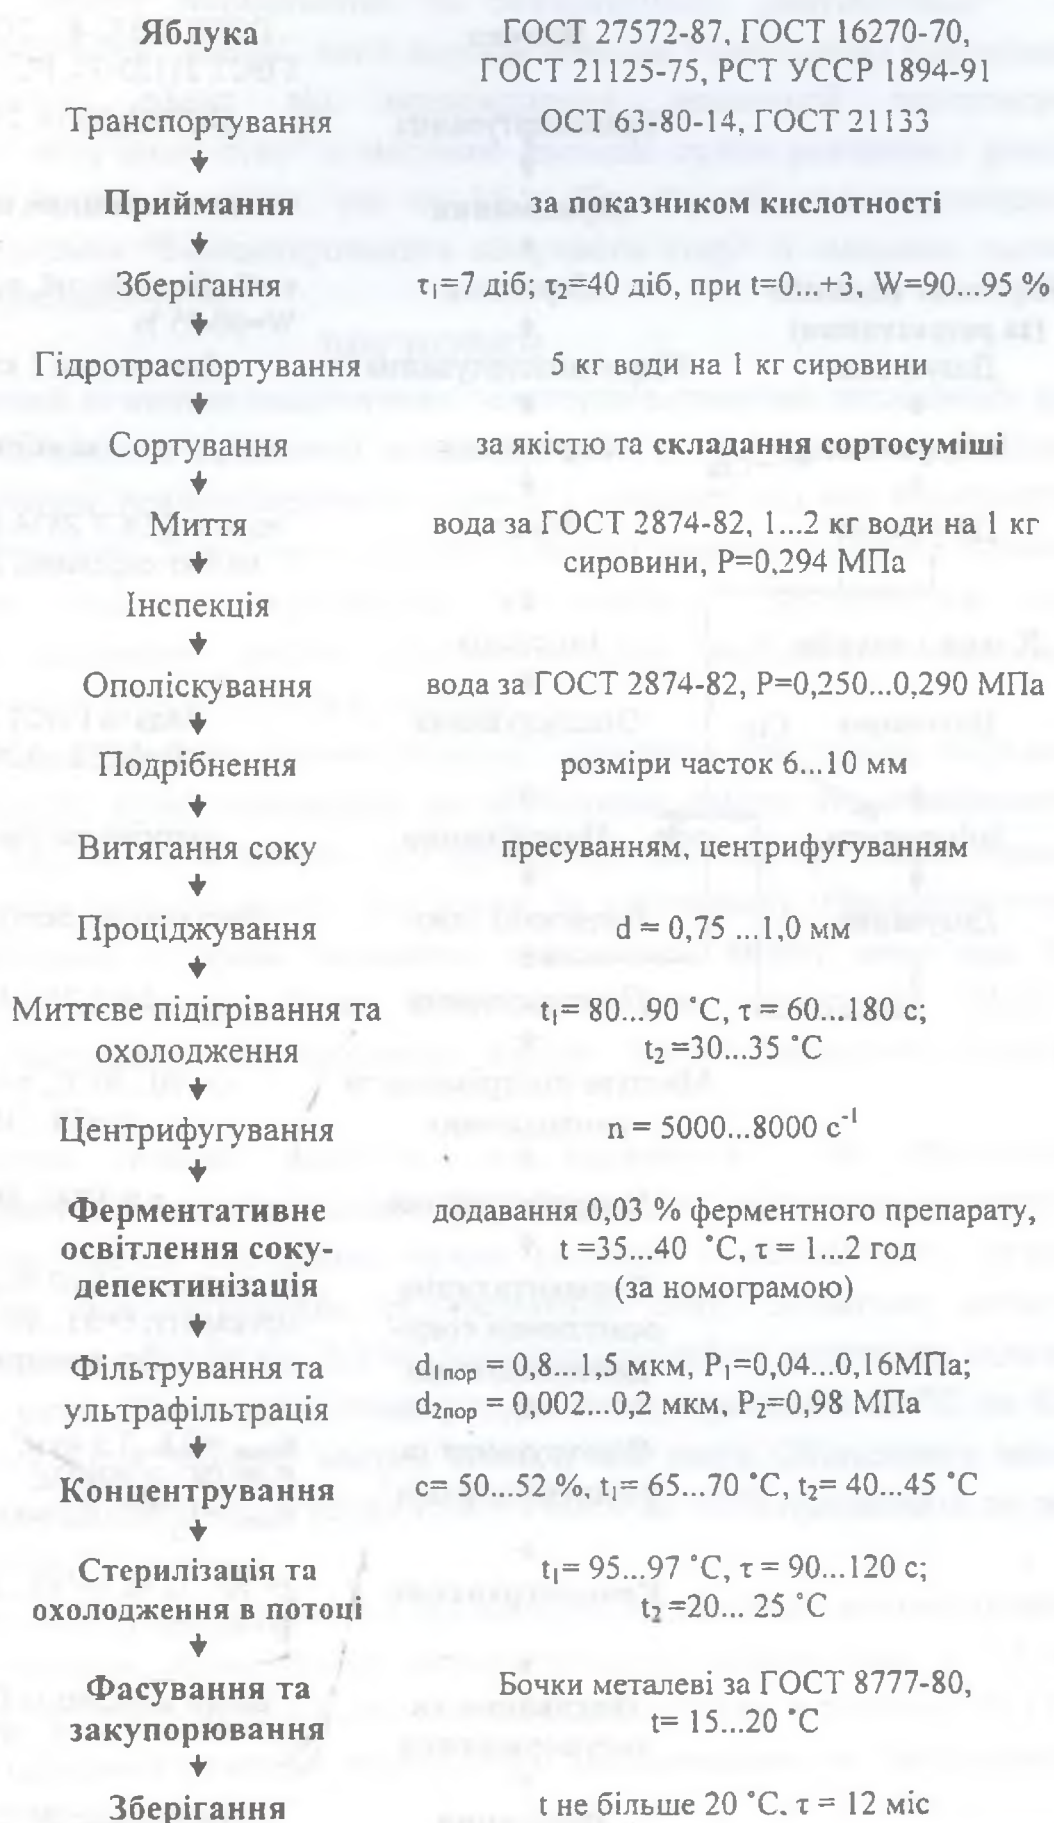 Яблука ГОСТ 27572-87, ГОСТ 16270-70,
ГОСТ 21125-75, РСТ УССР 1894-91
Транспортування ОСТ 63-80-14, ГОСТ 21133
Приймання за показником кислотності
Зберігання τ₁=7 діб; τ₂=40 діб, при t=0...+3, W=90...95 %
Гідротраспортування 5 кг води на 1 кг сировини
Сортування за якістю та складання сортосуміші
Миття вода за ГОСТ 2874-82, 1...2 кг води на 1 кг
сировини, Р=0,294 МПа
Інспекція
Ополіскування вода за ГОСТ 2874-82, Р=0,250...0,290 МПа
Подрібнення розміри часток 6...10 мм
Витягання соку пресуванням, центрифугуванням
Проціджування d = 0,75 ...1,0 мм
Миттєве підігрівання та t₁= 80...90 °С, τ = 60...180 с;
охолодження t₂=30...35 °С
Центрифугування n = 5000...8000 с⁻¹
Ферментативне додавання 0,03 % ферментного препарату,
освітлення соку- t =35...40 °С, τ = 1...2 год
депектинізація (за номограмою)
Фільтрування та d₁пор = 0,8...1,5 мкм, Р₁=0,04...0,16МПа;
ультрафільтрація d₂пор = 0,002...0,2 мкм, Р₂=0,98 МПа
Концентрування с= 50...52 %, t₁= 65...70 °С, t₂= 40...45 °С
Стерилізація та t₁= 95...97 °С, τ = 90...120 с;
охолодження в потоці t₂=20... 25 °С
Фасування та Бочки металеві за ГОСТ 8777-80,
закупорювання t= 15...20 °С
Зберігання t не більше 20 °С, τ = 12 міс